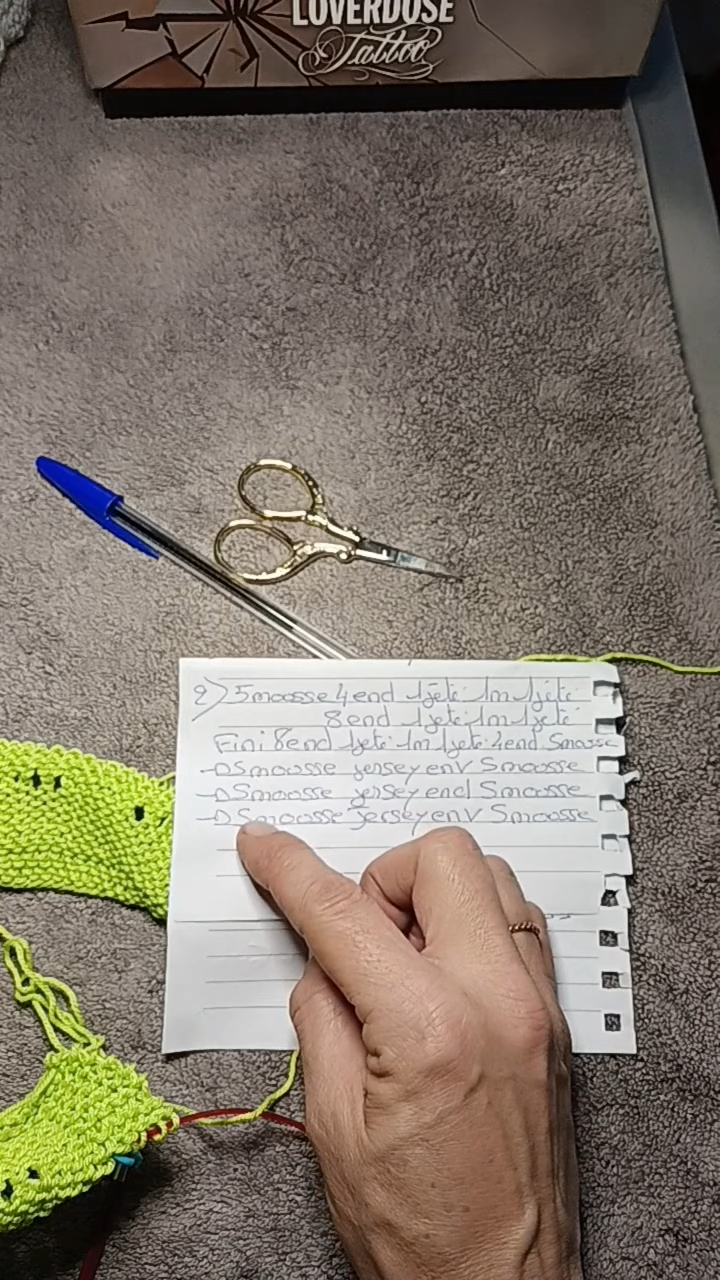 LOVERDOSE
Tattoo
2) 5mousse 4end 1jeté 1m 1jeté
8end 1jeté 1m 1jeté
Fini 8end 1jeté 1m 1jeté 4end 5mousse
→ 5mousse jersey env 5mousse
→ 5mousse jersey end 5mousse
→ 5mousse jersey env 5mousse